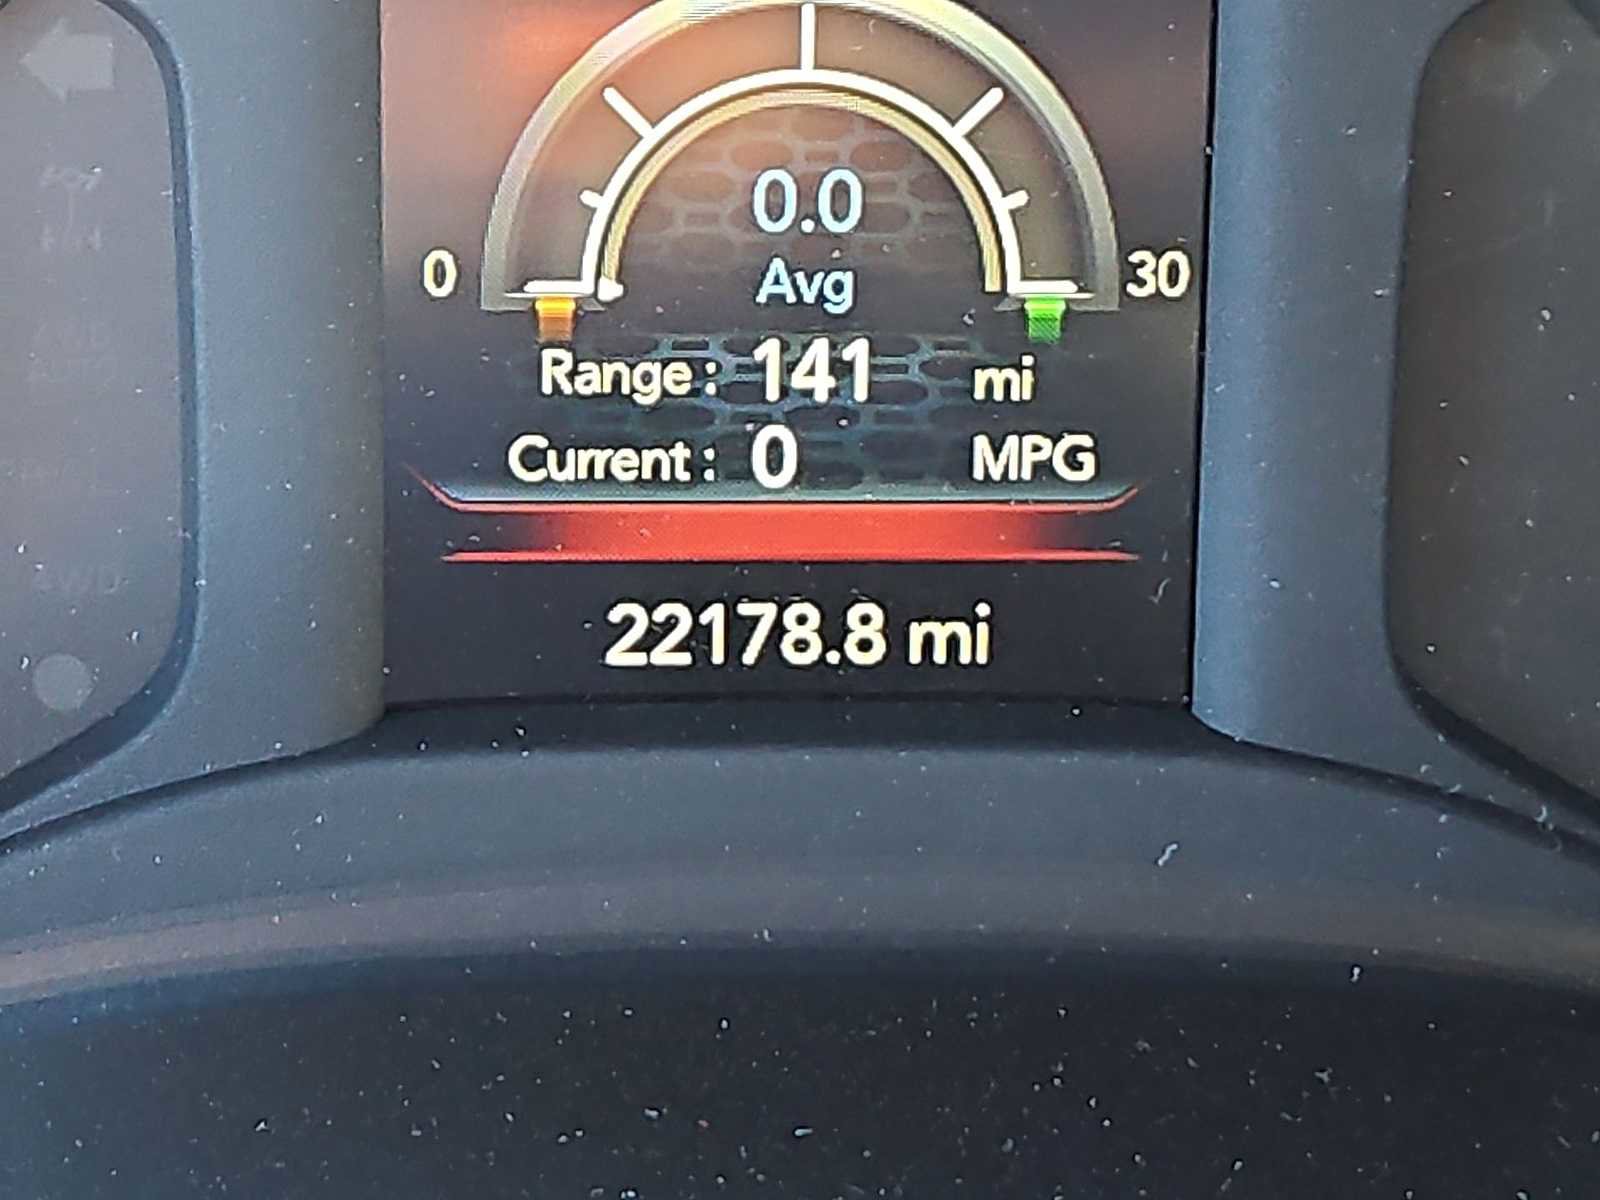 0.0
0 Avg 30
Range: 141 mi
Current: 0 MPG
22178.8 mi